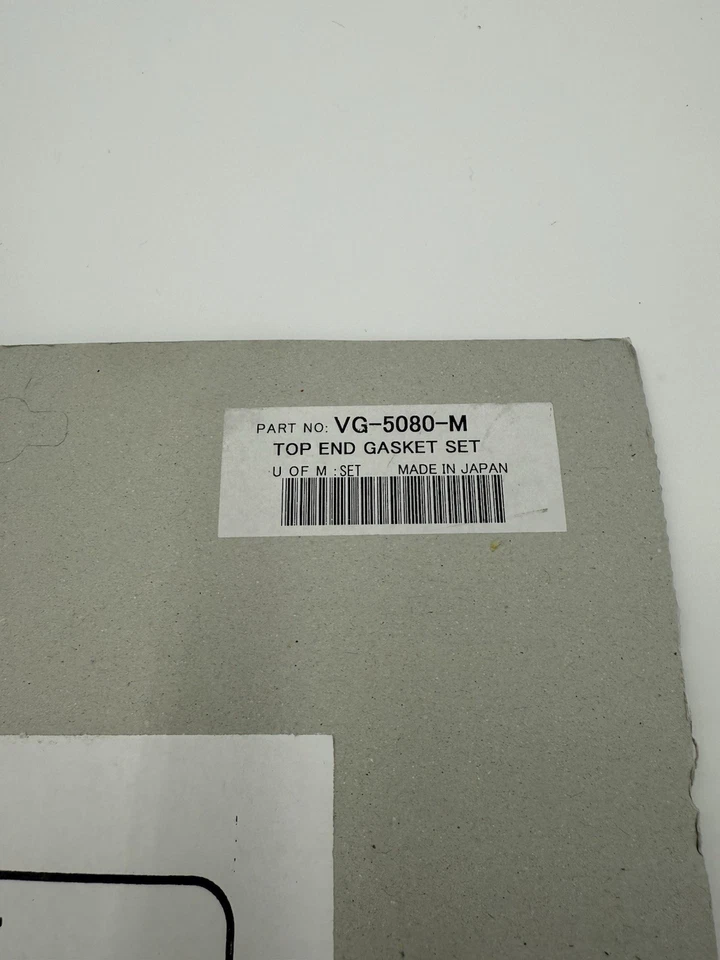 PART NO: VG-5080-M
TOP END GASKET SET
U OF M : SET MADE IN JAPAN